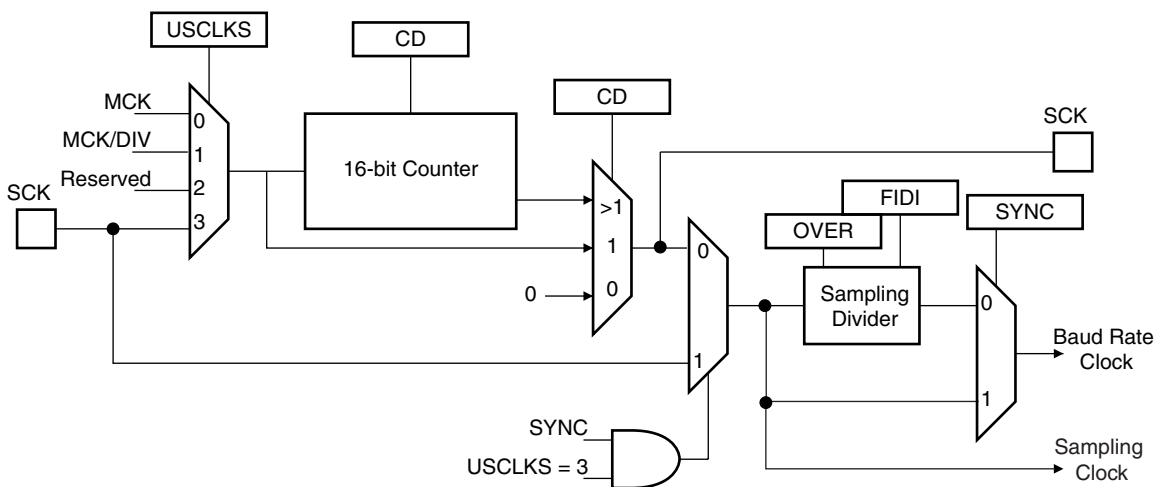 USCLKS
CD
CD
SCK
MCK
0
MCK/DIV
1
16-bit Counter
Reserved
2
SCK
3
>1
FIDI
SYNC
OVER
1
0
0
0
Sampling
Divider
0
Baud Rate
Clock
1
1
SYNC
USCLKS = 3
Sampling
Clock